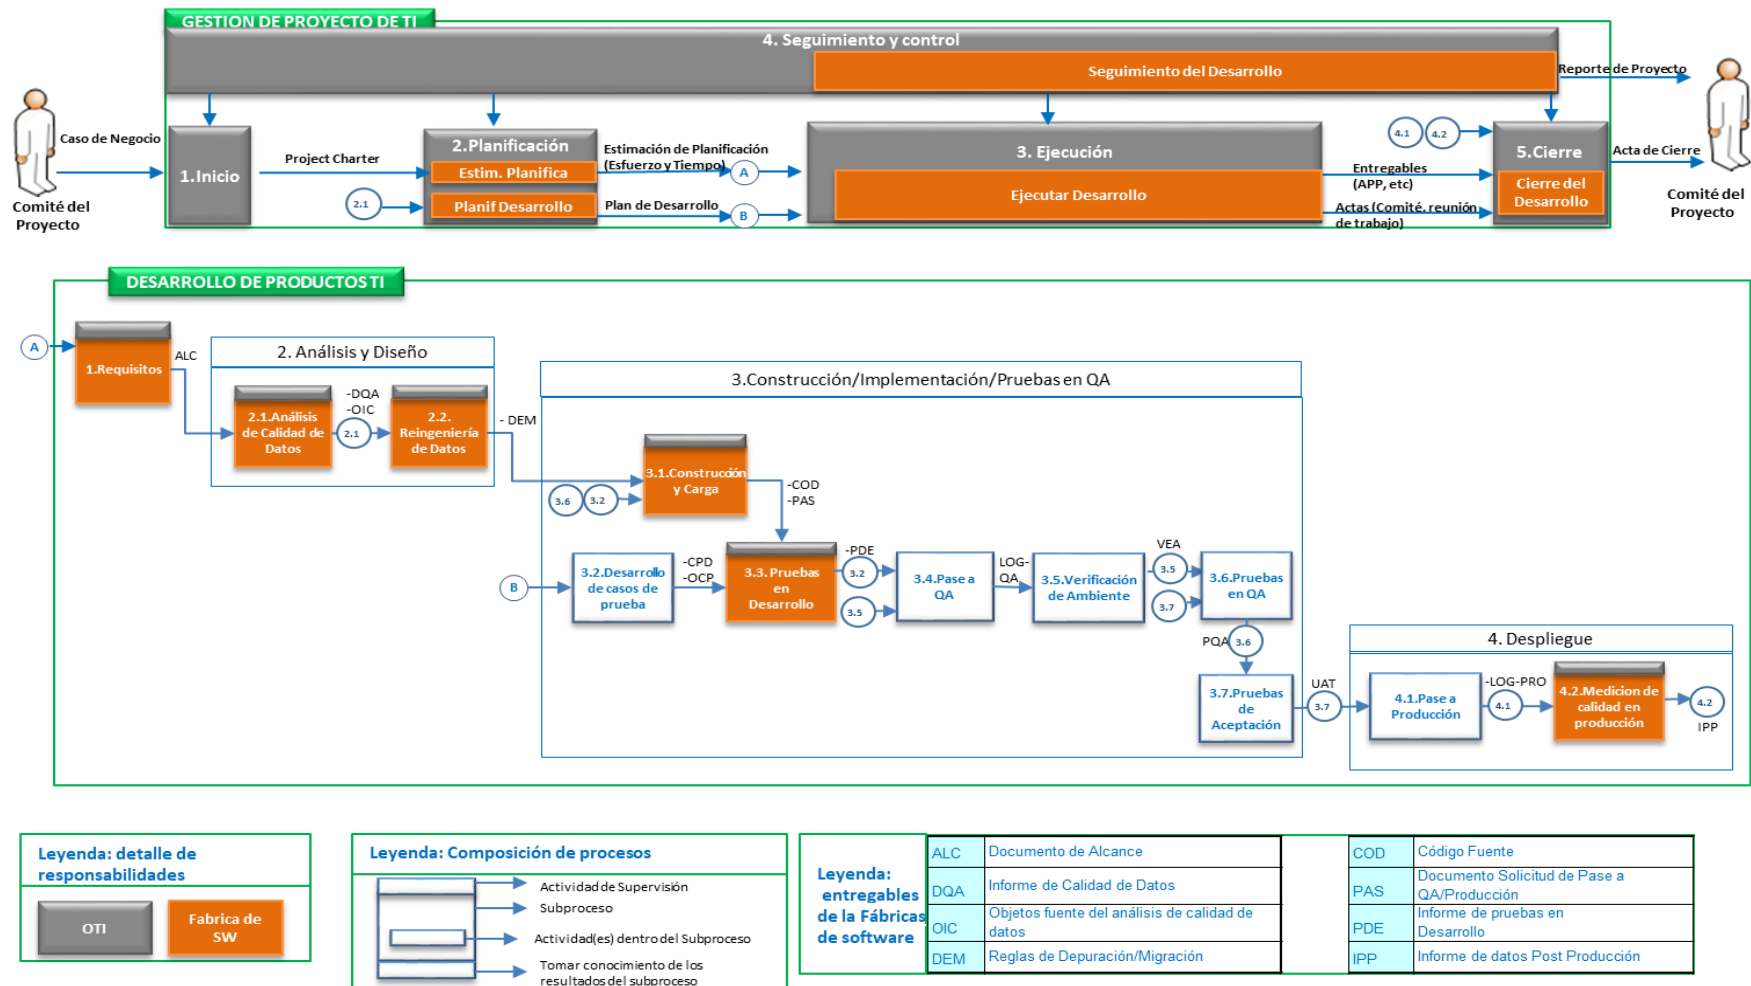 GESTION DE PROYECTO DE TI
4. Seguimiento y control
Seguimiento del Desarrollo
Reporte de Proyecto
Caso de Negocio
Comité del
Proyecto
1.Inicio
Project Charter
2.1
2.Planificación
Estim. Planifica
Planif Desarrollo
Estimación de Planificación
(Esfuerzo y Tiempo)
A
Plan de Desarrollo
B
3. Ejecución
Ejecutar Desarrollo
4.1
4.2
Entregables
(APP, etc)
Actas (Comité, reunión
de trabajo)
5.Cierre
Cierre del
Desarrollo
Acta de Cierre
Comité del
Proyecto
DESARROLLO DE PRODUCTOS TI
A
1.Requisitos
ALC
2. Análisis y Diseño
2.1.Análisis
de Calidad de
Datos
-DQA
-OIC
2.1
2.2.
Reingeniería
de Datos
- DEM
3.Construcción/Implementación/Pruebas en QA
3.6
3.2
3.1.Construcción
y Carga
-COD
-PAS
B
3.2.Desarrollo
de casos de
prueba
-CPD
-OCP
3.3. Pruebas
en
Desarrollo
-PDE
3.2
3.5
3.4.Pase a
QA
LOG-
QA
3.5.Verificación
de Ambiente
VEA
3.5
3.7
3.6.Pruebas
en QA
PQA
3.6
3.7.Pruebas
de
Aceptación
UAT
3.7
4. Despliegue
4.1.Pase a
Producción
-LOG-PRO
4.1
4.2.Medicion de
calidad en
producción
4.2
IPP
Leyenda: detalle de
responsabilidades
OTI
Fabrica de
SW
Leyenda: Composición de procesos
Actividad de Supervisión
Subproceso
Actividad(es) dentro del Subproceso
Tomar conocimiento de los
resultados del subproceso
Leyenda:
entregables
de la Fábricas
de software
ALC Documento de Alcance
DQA Informe de Calidad de Datos
OIC Objetos fuente del análisis de calidad de
datos
DEM Reglas de Depuración/Migración
COD Código Fuente
PAS Documento Solicitud de Pase a
QA/Producción
PDE Informe de pruebas en
Desarrollo
IPP Informe de datos Post Producción